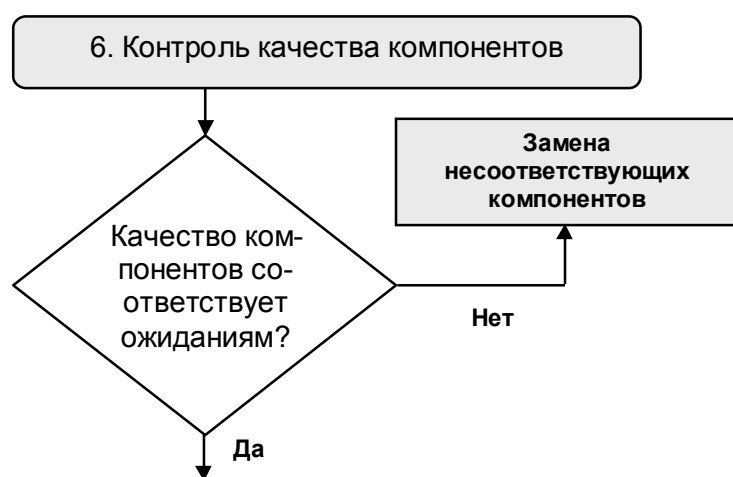 6. Контроль качества компонентов
Замена
несоответствующих
компонентов
Качество ком-
понентов со-
ответствует
ожиданиям?
Нет
Да